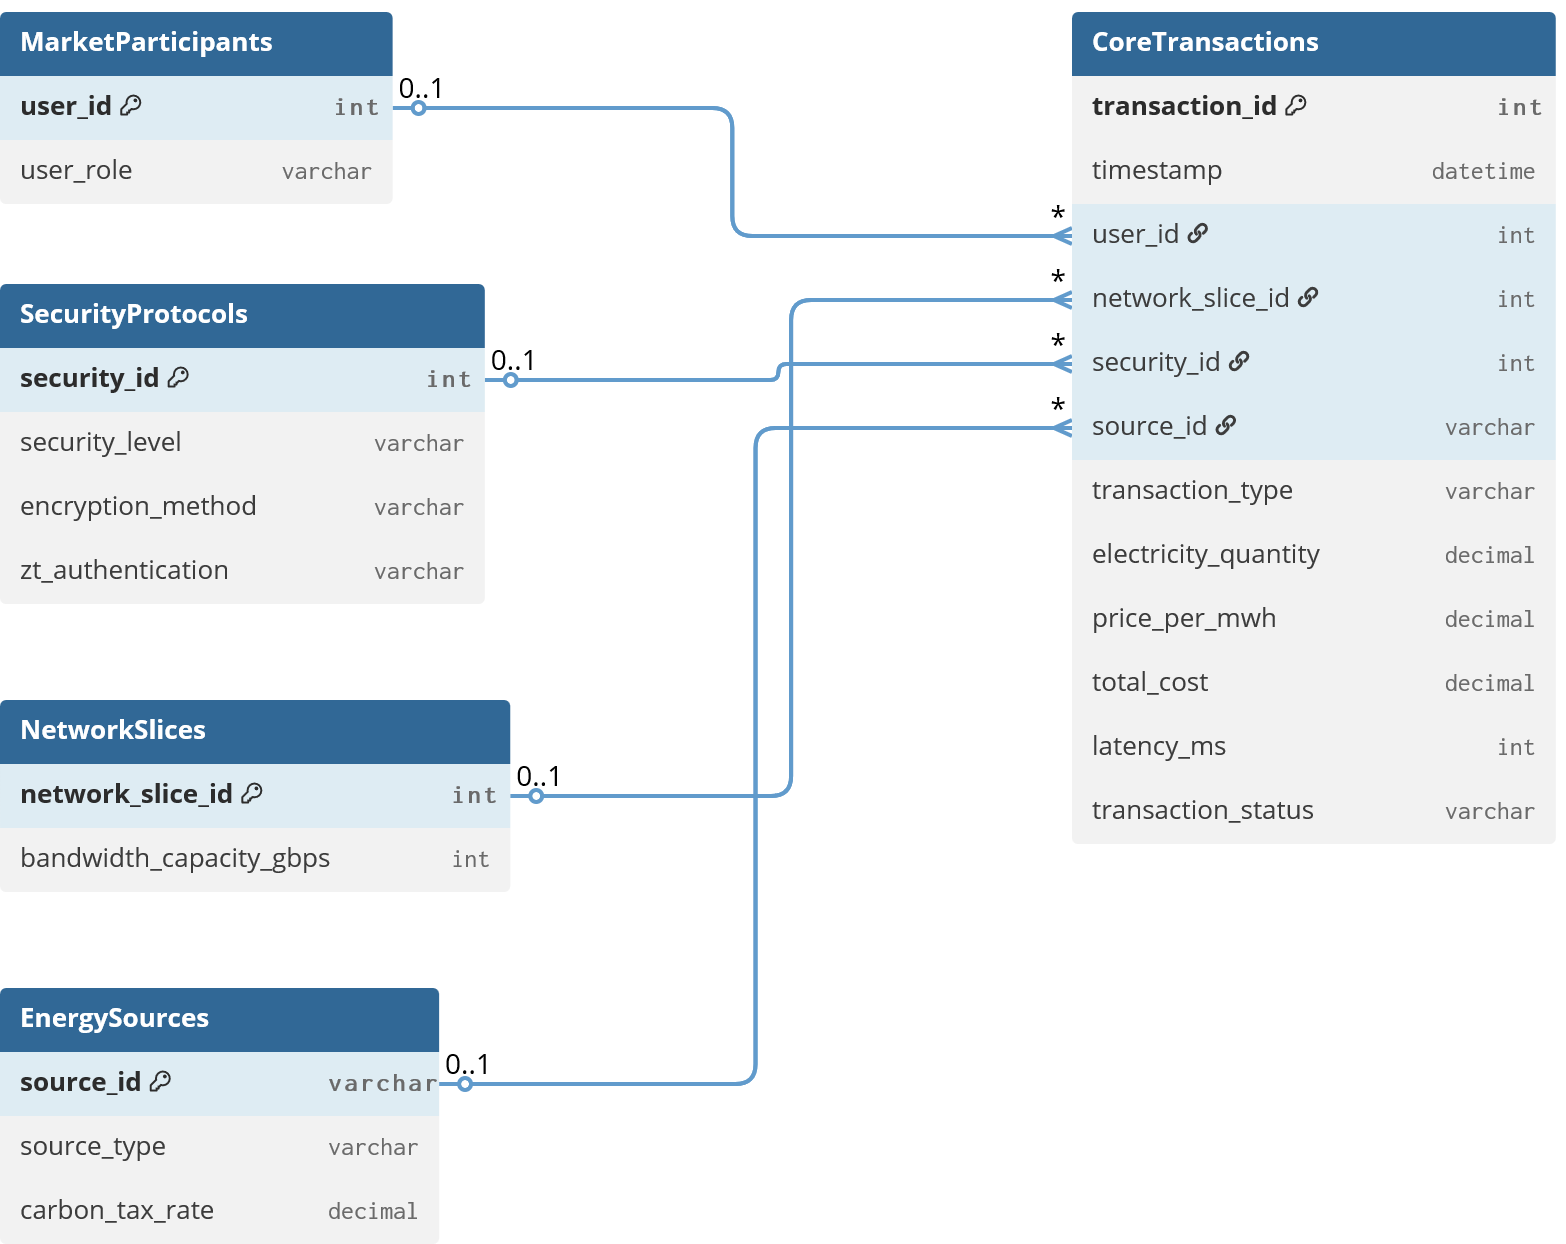 MarketParticipants
user_id int
user_role varchar
0..1
SecurityProtocols
security_id int
security_level varchar
encryption_method varchar
zt_authentication varchar
0..1
NetworkSlices
network_slice_id int
bandwidth_capacity_gbps int
0..1
EnergySources
source_id varchar
source_type varchar
carbon_tax_rate decimal
0..1
CoreTransactions
transaction_id int
timestamp datetime
* user_id int
* network_slice_id int
* security_id int
* source_id varchar
transaction_type varchar
electricity_quantity decimal
price_per_mwh decimal
total_cost decimal
latency_ms int
transaction_status varchar